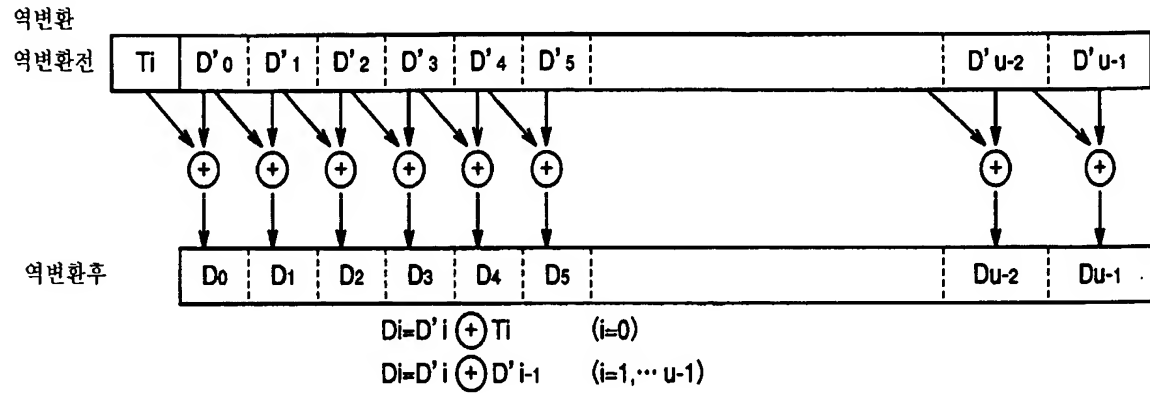 역변환
역변환전 Ti D'0 D'1 D'2 D'3 D'4 D'5 D'u-2 D'u-1
+ + + + + + + +
역변환후 D0 D1 D2 D3 D4 D5 Du-2 Du-1
Di=D'i ⊕ Ti (i=0)
Di=D'i ⊕ D'i-1 (i=1,⋯ u-1)